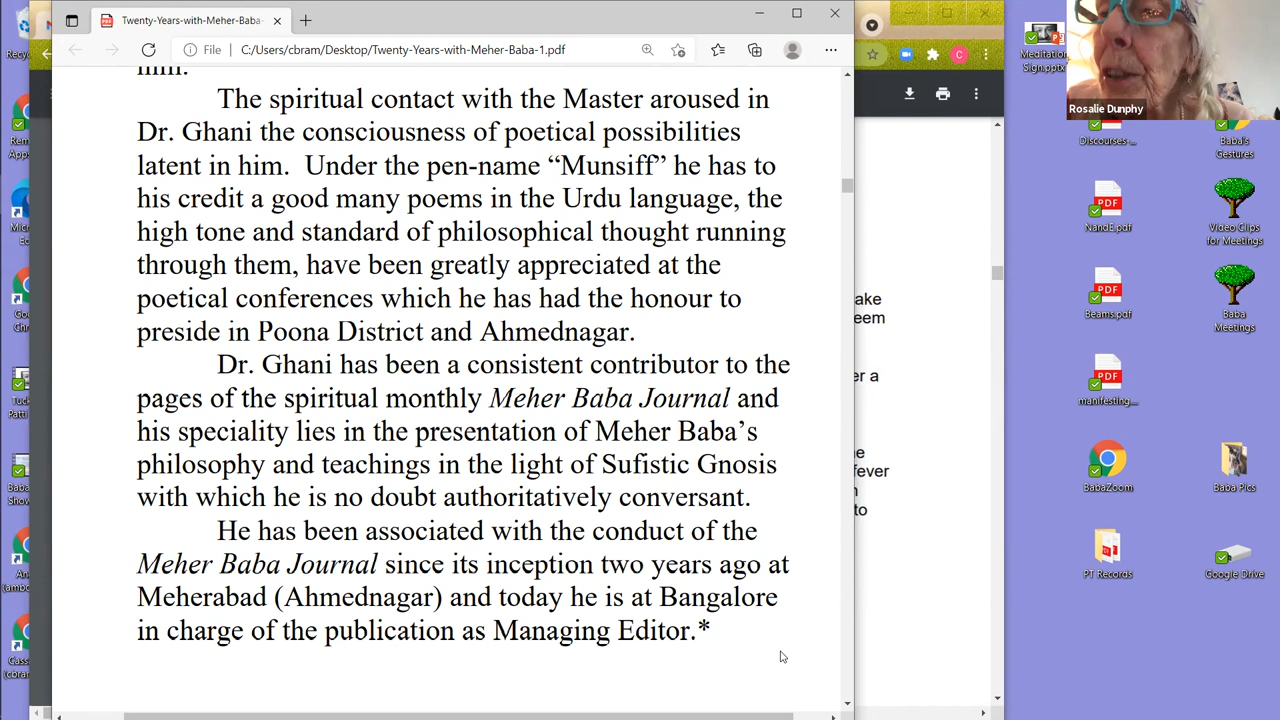 Twenty-Years-with-Meher-Baba-
File
C:/Users/cbram/Desktop/Twenty-Years-with-Meher-Baba-1.pdf
him.
The spiritual contact with the Master aroused in
Dr. Ghani the consciousness of poetical possibilities
latent in him.  Under the pen-name “Munsiff” he has to
his credit a good many poems in the Urdu language, the
high tone and standard of philosophical thought running
through them, have been greatly appreciated at the
poetical conferences which he has had the honour to
preside in Poona District and Ahmednagar.
Dr. Ghani has been a consistent contributor to the
pages of the spiritual monthly Meher Baba Journal and
his speciality lies in the presentation of Meher Baba’s
philosophy and teachings in the light of Sufistic Gnosis
with which he is no doubt authoritatively conversant.
He has been associated with the conduct of the
Meher Baba Journal since its inception two years ago at
Meherabad (Ahmednagar) and today he is at Bangalore
in charge of the publication as Managing Editor.*
ake
eem
er a
ne
fever
to
C
Rosalie Dunphy
Meditation
Sign.pptx
Discourses ...
Baba's
Gestures
PDF
NandE.pdf
Video Clips
for Meetings
PDF
Beams.pdf
Baba
Meetings
PDF
manifesting...
BabaZoom
Baba Pics
PT Records
Google Drive